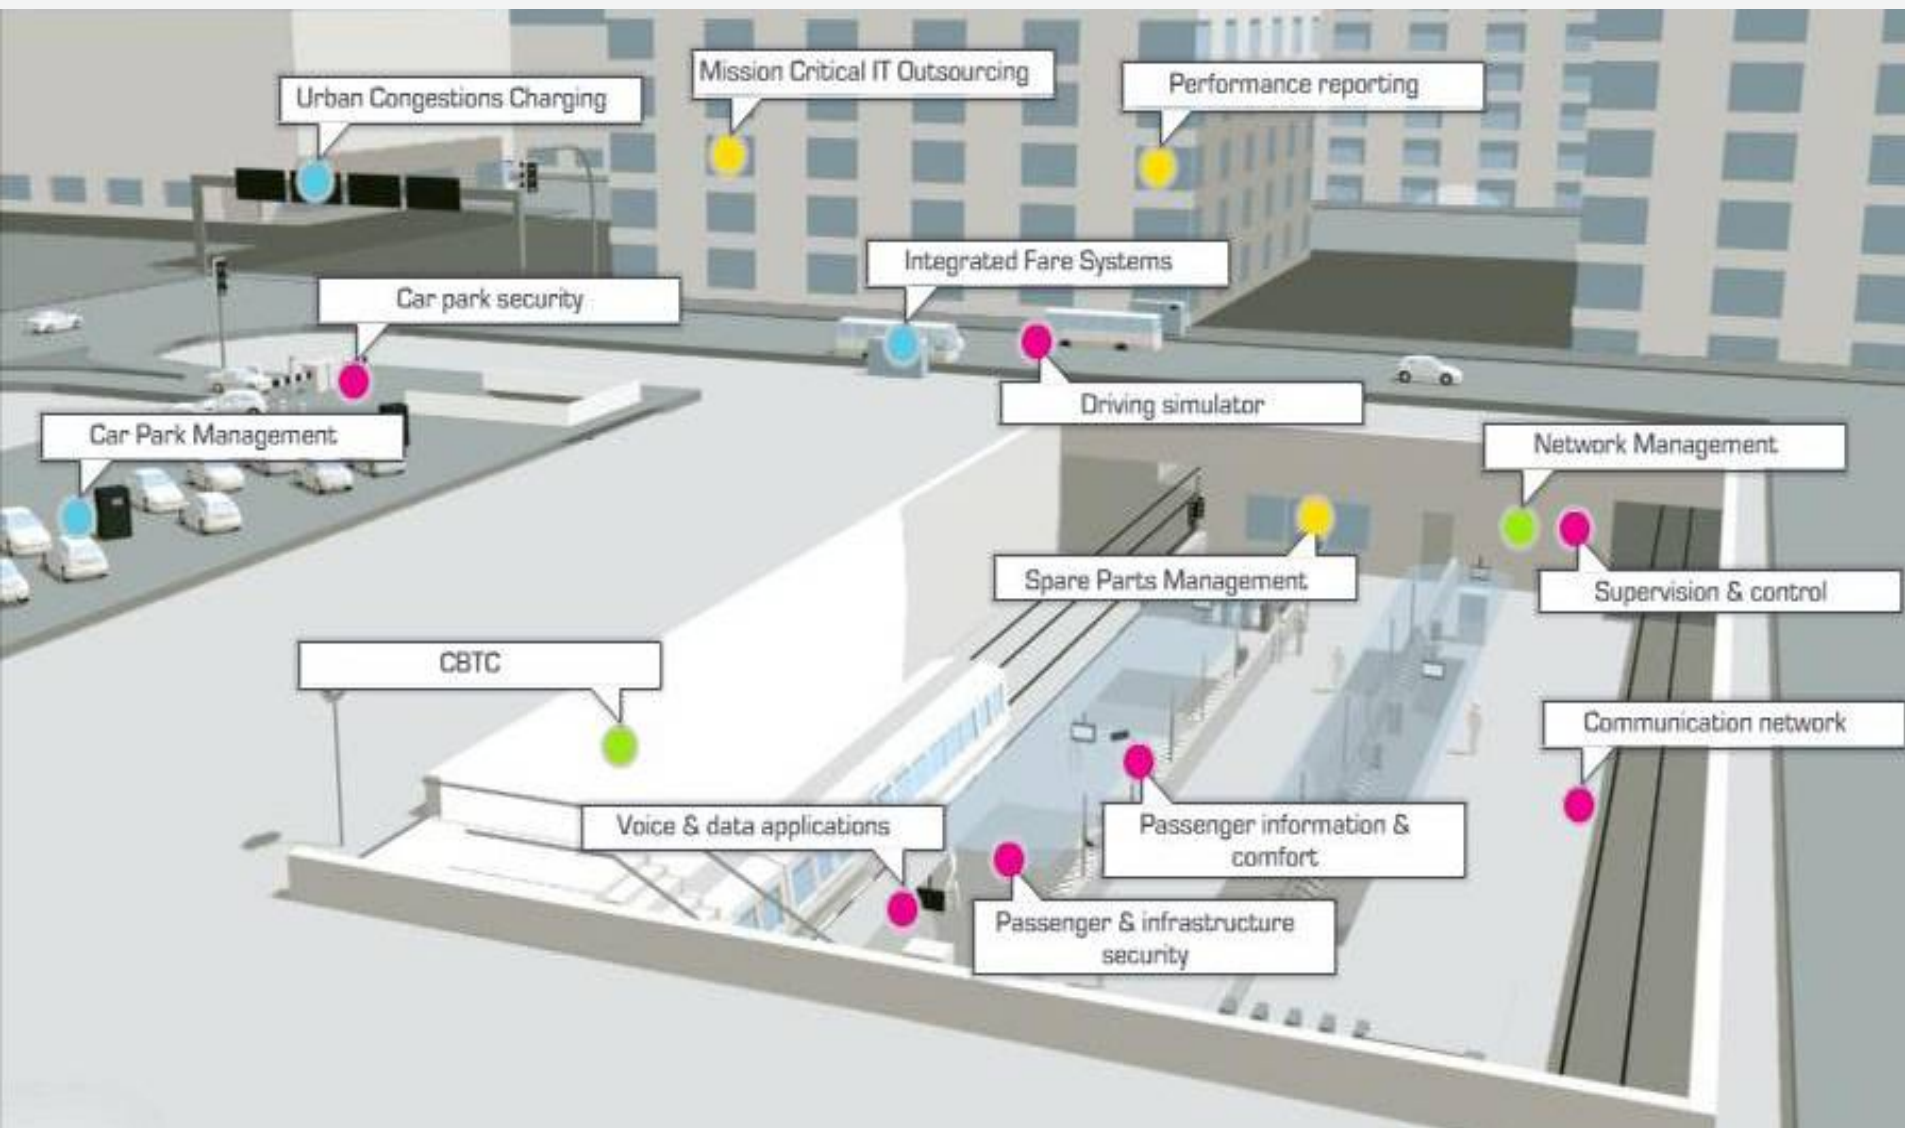 Mission Critical IT Outsourcing
Performance reporting
Urban Congestions Charging
Integrated Fare Systems
Car park security
Driving simulator
Car Park Management
Network Management
Spare Parts Management
Supervision & control
CBTC
Communication network
Voice & data applications
Passenger information &
comfort
Passenger & infrastructure
security